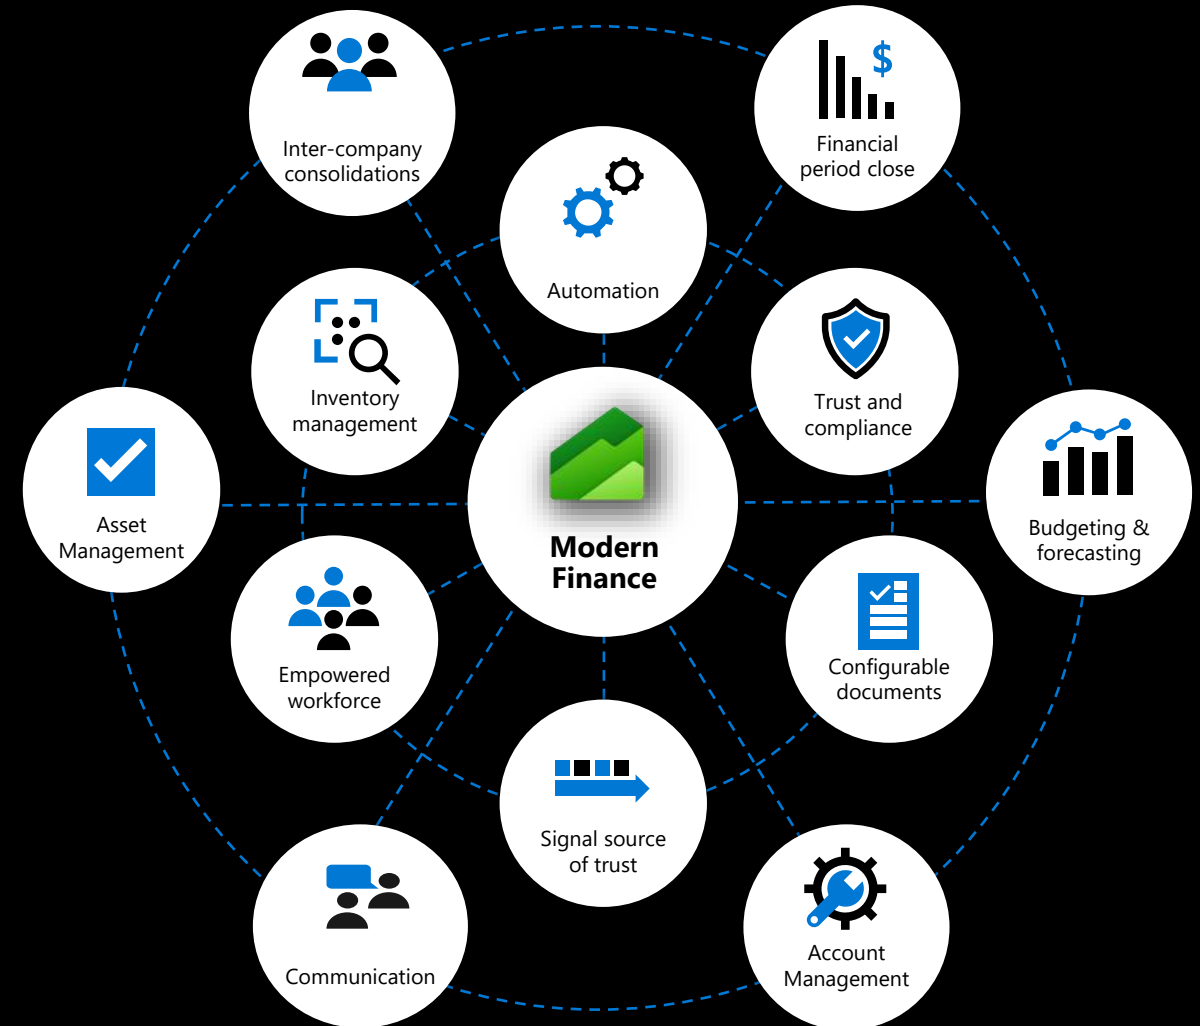 Inter-company
consolidations
$
Financial
period close
Automation
Inventory
management
Trust and
compliance
Asset
Management
Modern
Finance
Budgeting &
forecasting
Empowered
workforce
Configurable
documents
Signal source
of trust
Communication
Account
Management